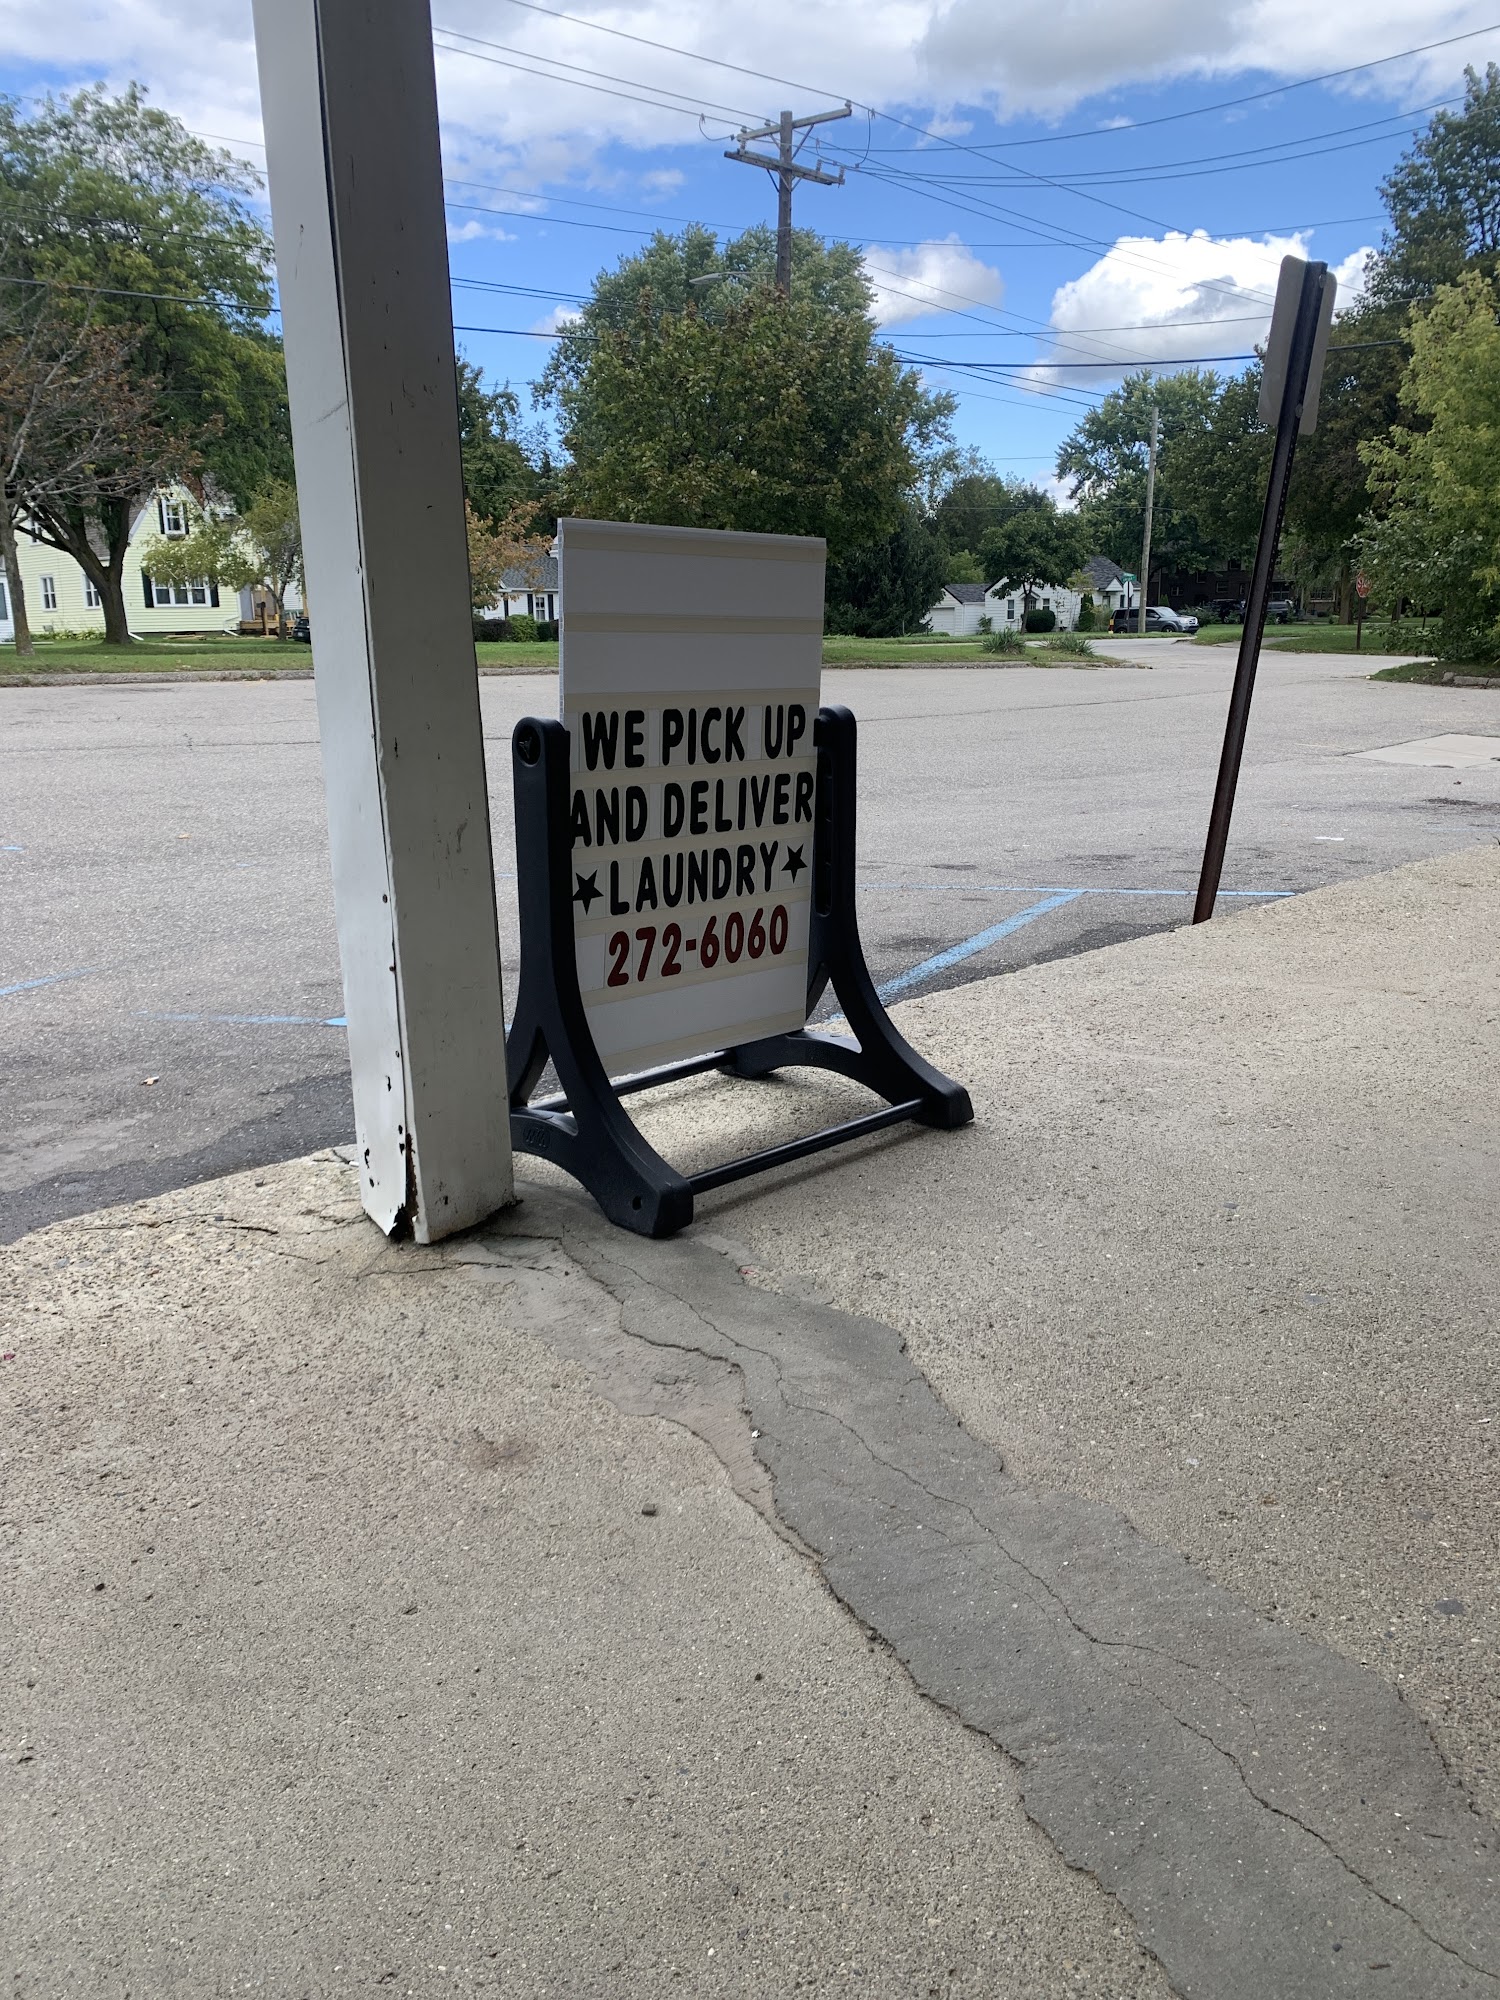 WE PICK UP
AND DELIVER
★LAUNDRY★
272-6060